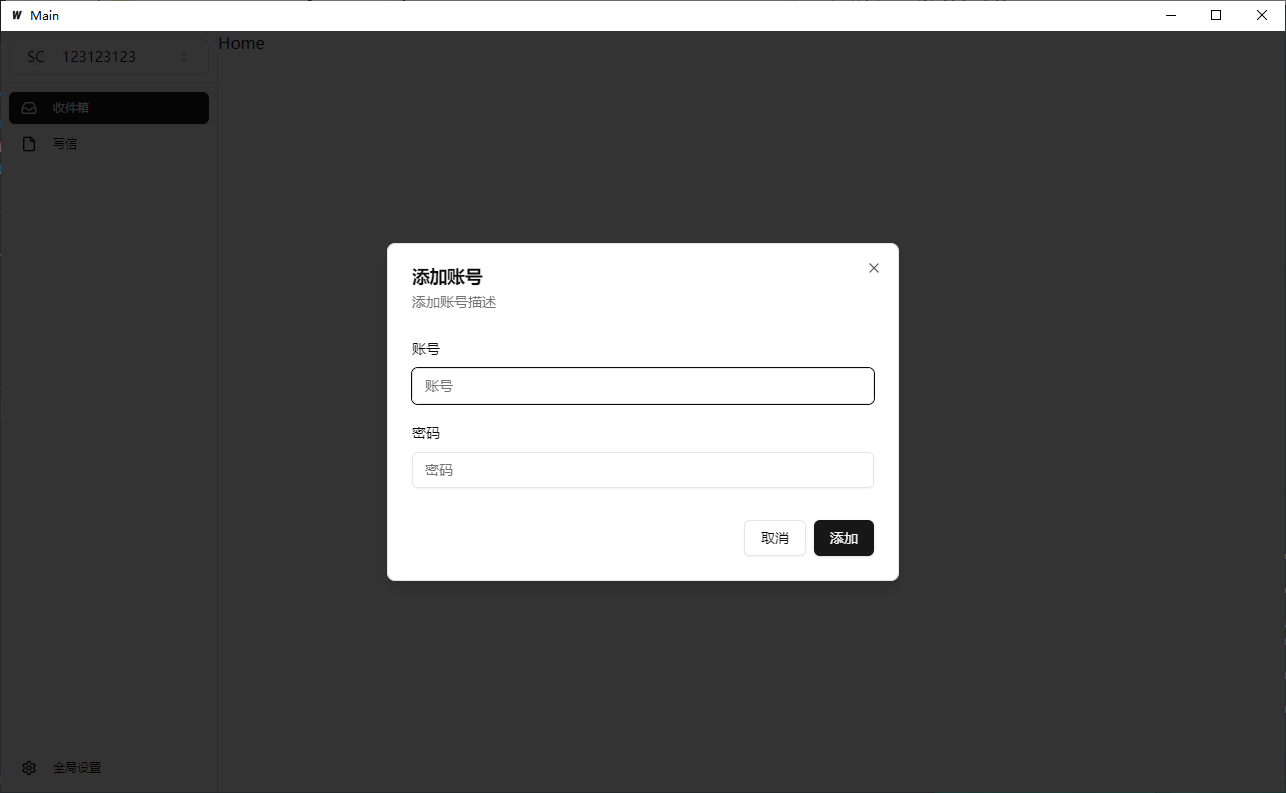 W Main
SC 123123123
Home
收件箱
写信
添加账号
添加账号描述
账号
账号
密码
密码
取消 添加
全局设置